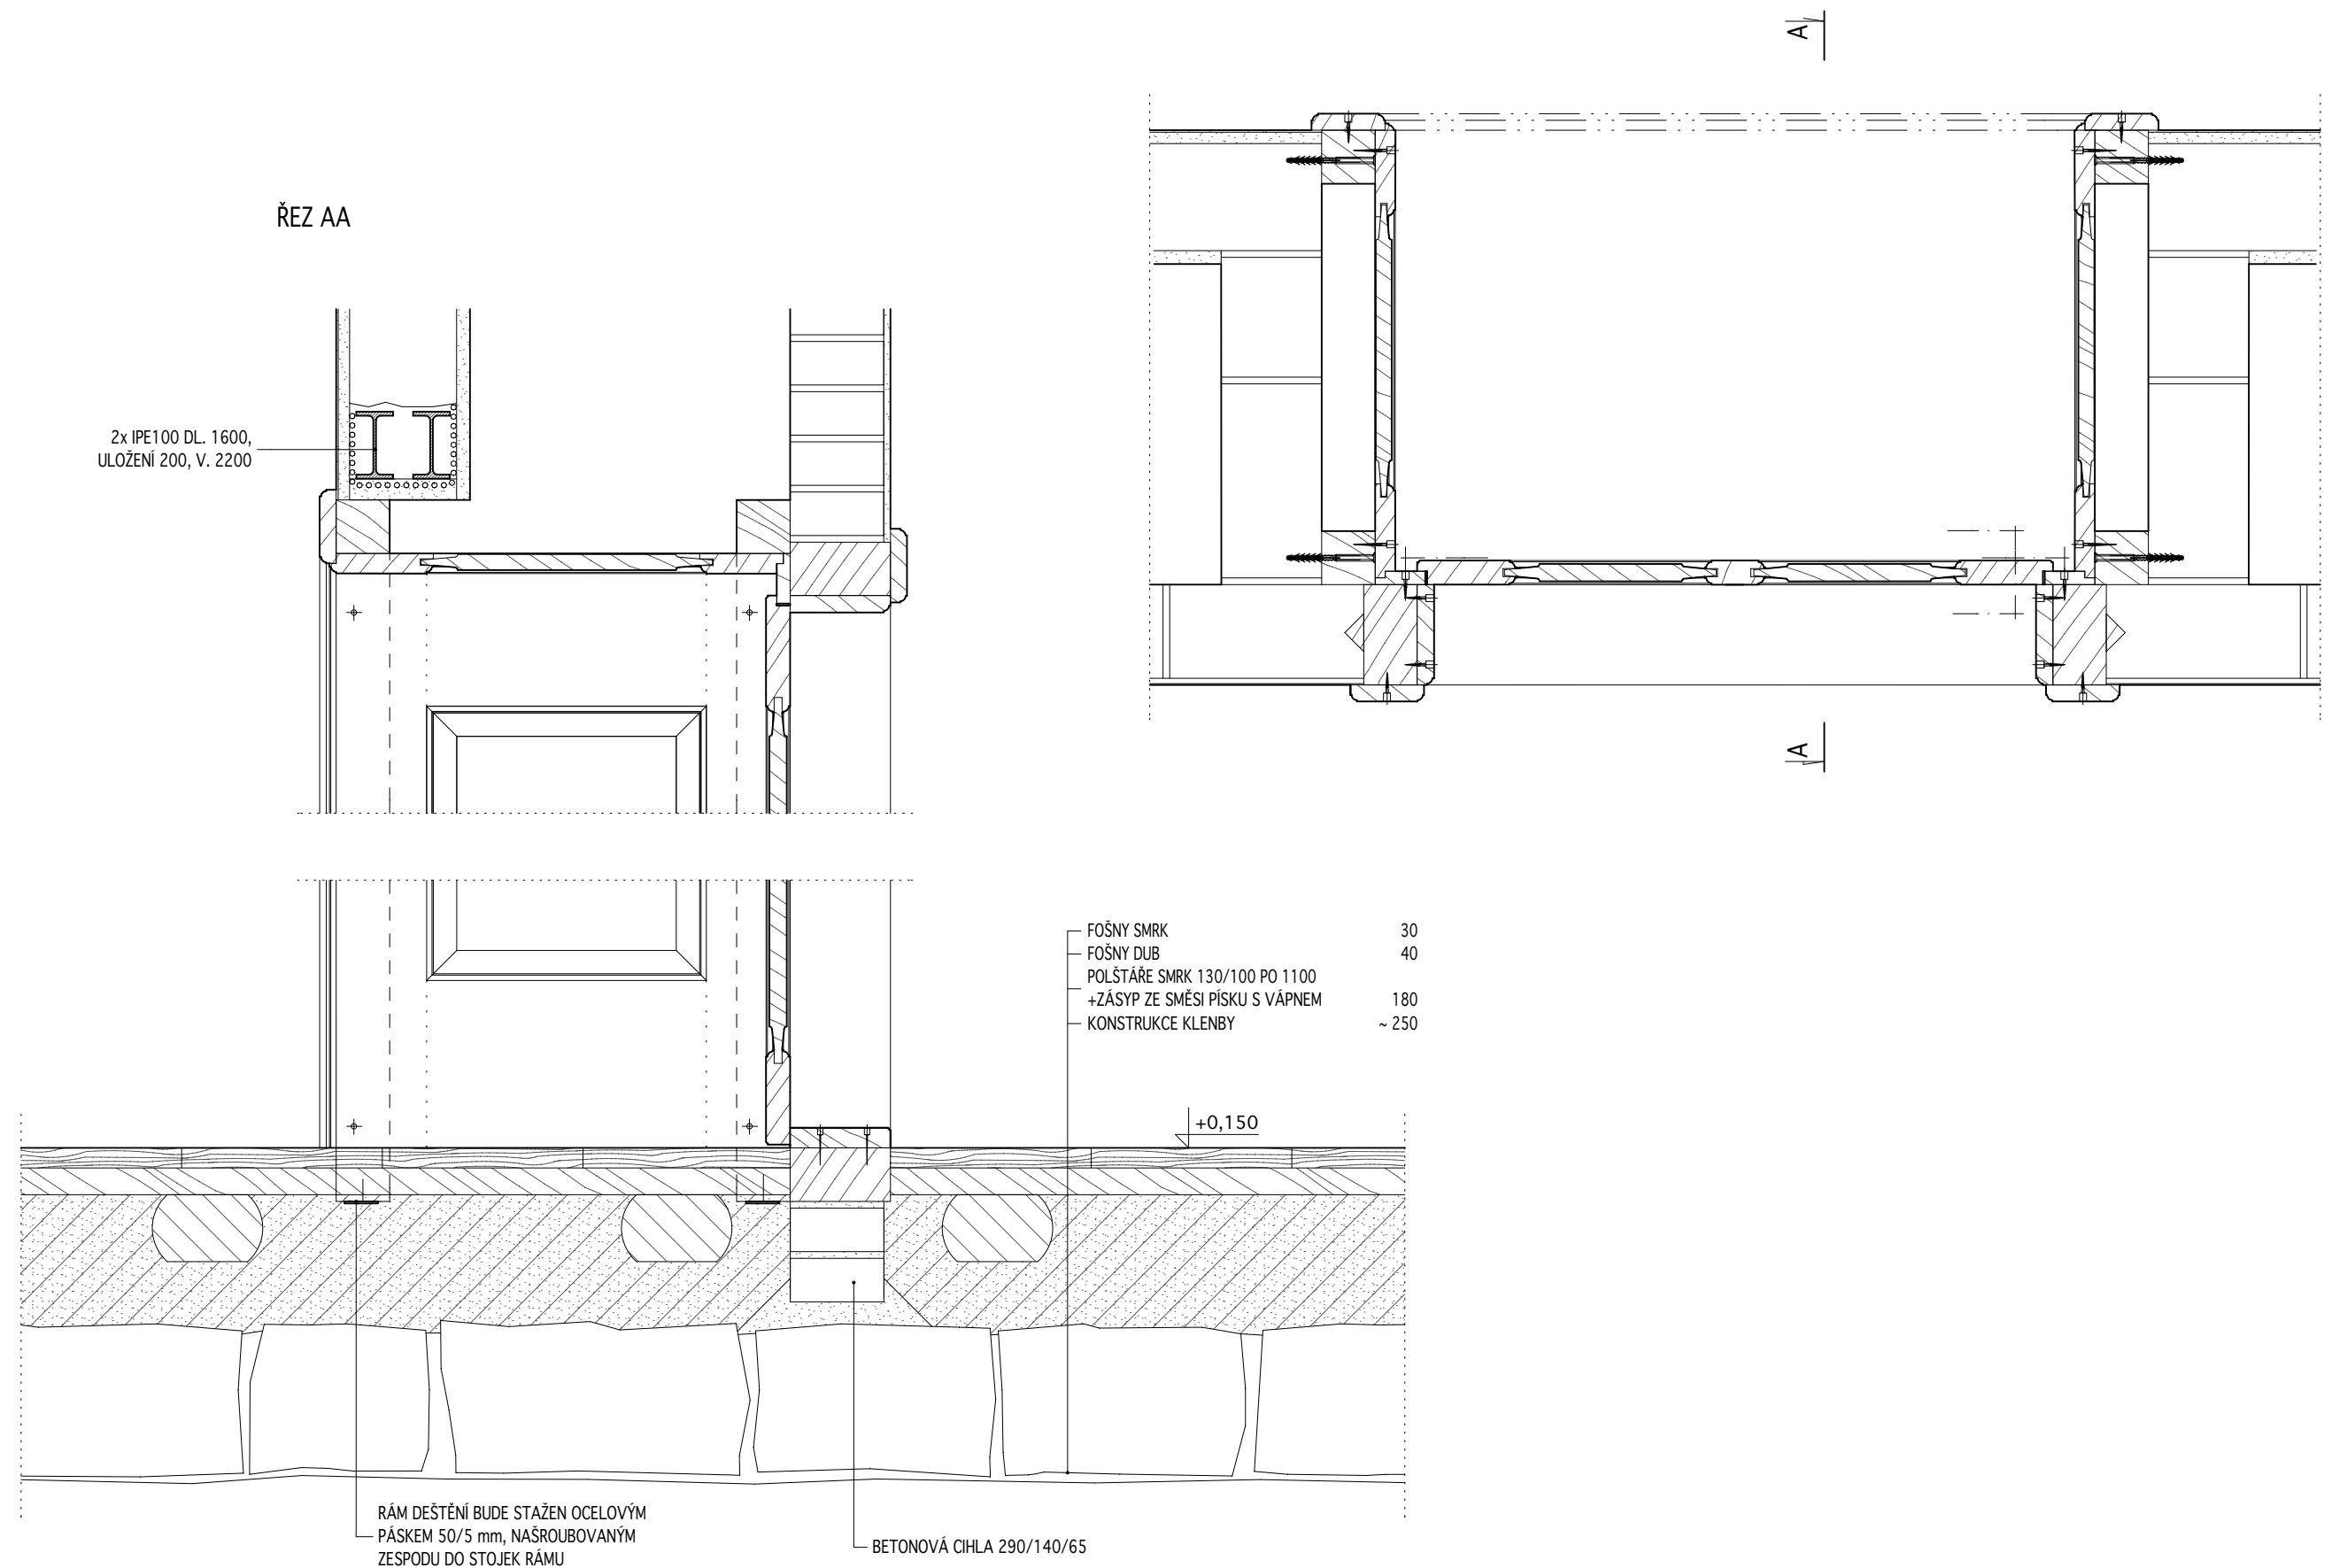 A
ŘEZ AA
2x IPE100 DL. 1600,
ULOŽENÍ 200, V. 2200
A
FOŠNY SMRK 30
FOŠNY DUB 40
POLŠTÁŘE SMRK 130/100 PO 1100
+ZÁSYP ZE SMĚSI PÍSKU S VÁPNEM 180
KONSTRUKCE KLENBY ~ 250
+0,150
RÁM DEŠTĚNÍ BUDE STAŽEN OCELOVÝM
PÁSKEM 50/5 mm, NAŠROUBOVANÝM
ZESPODU DO STOJEK RÁMU
BETONOVÁ CIHLA 290/140/65